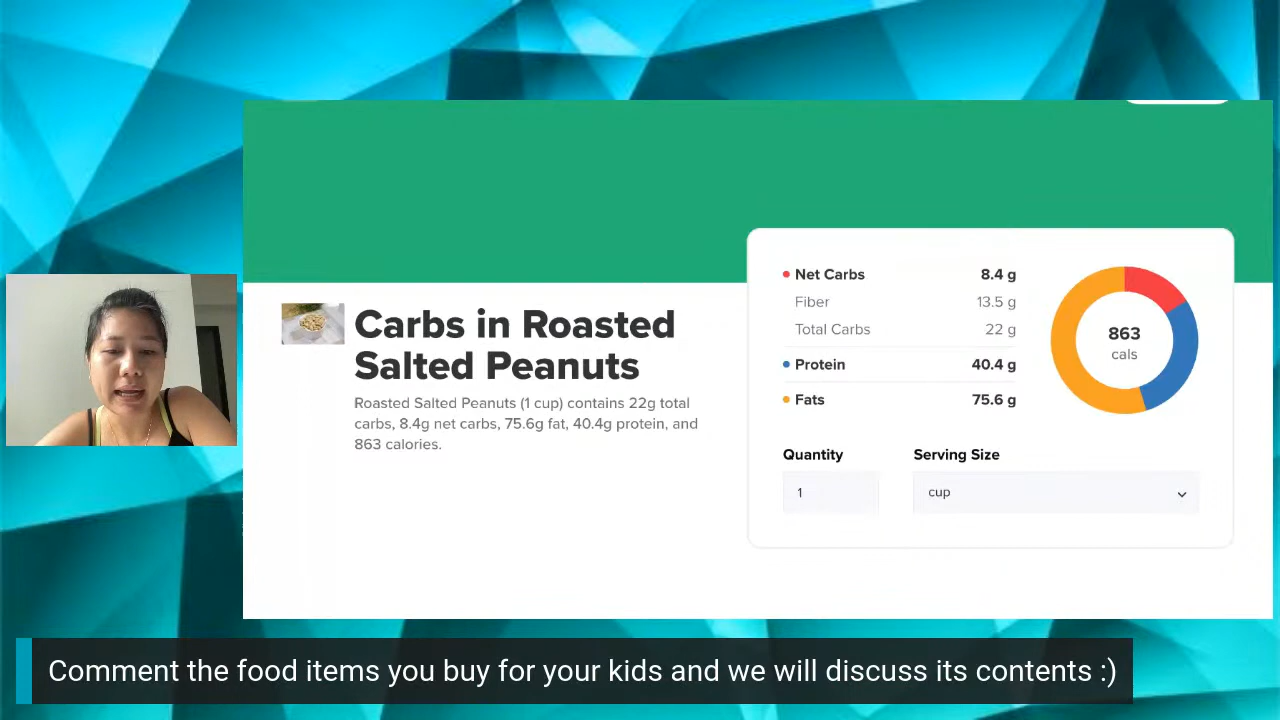 Carbs in Roasted
Salted Peanuts
Roasted Salted Peanuts (1 cup) contains 22g total
carbs, 8.4g net carbs, 75.6g fat, 40.4g protein, and
863 calories.
Net Carbs 8.4 g
Fiber 13.5 g
Total Carbs 22 g
Protein 40.4 g
Fats 75.6 g
863
cals
Quantity Serving Size
1 cup
Comment the food items you buy for your kids and we will discuss its contents :)